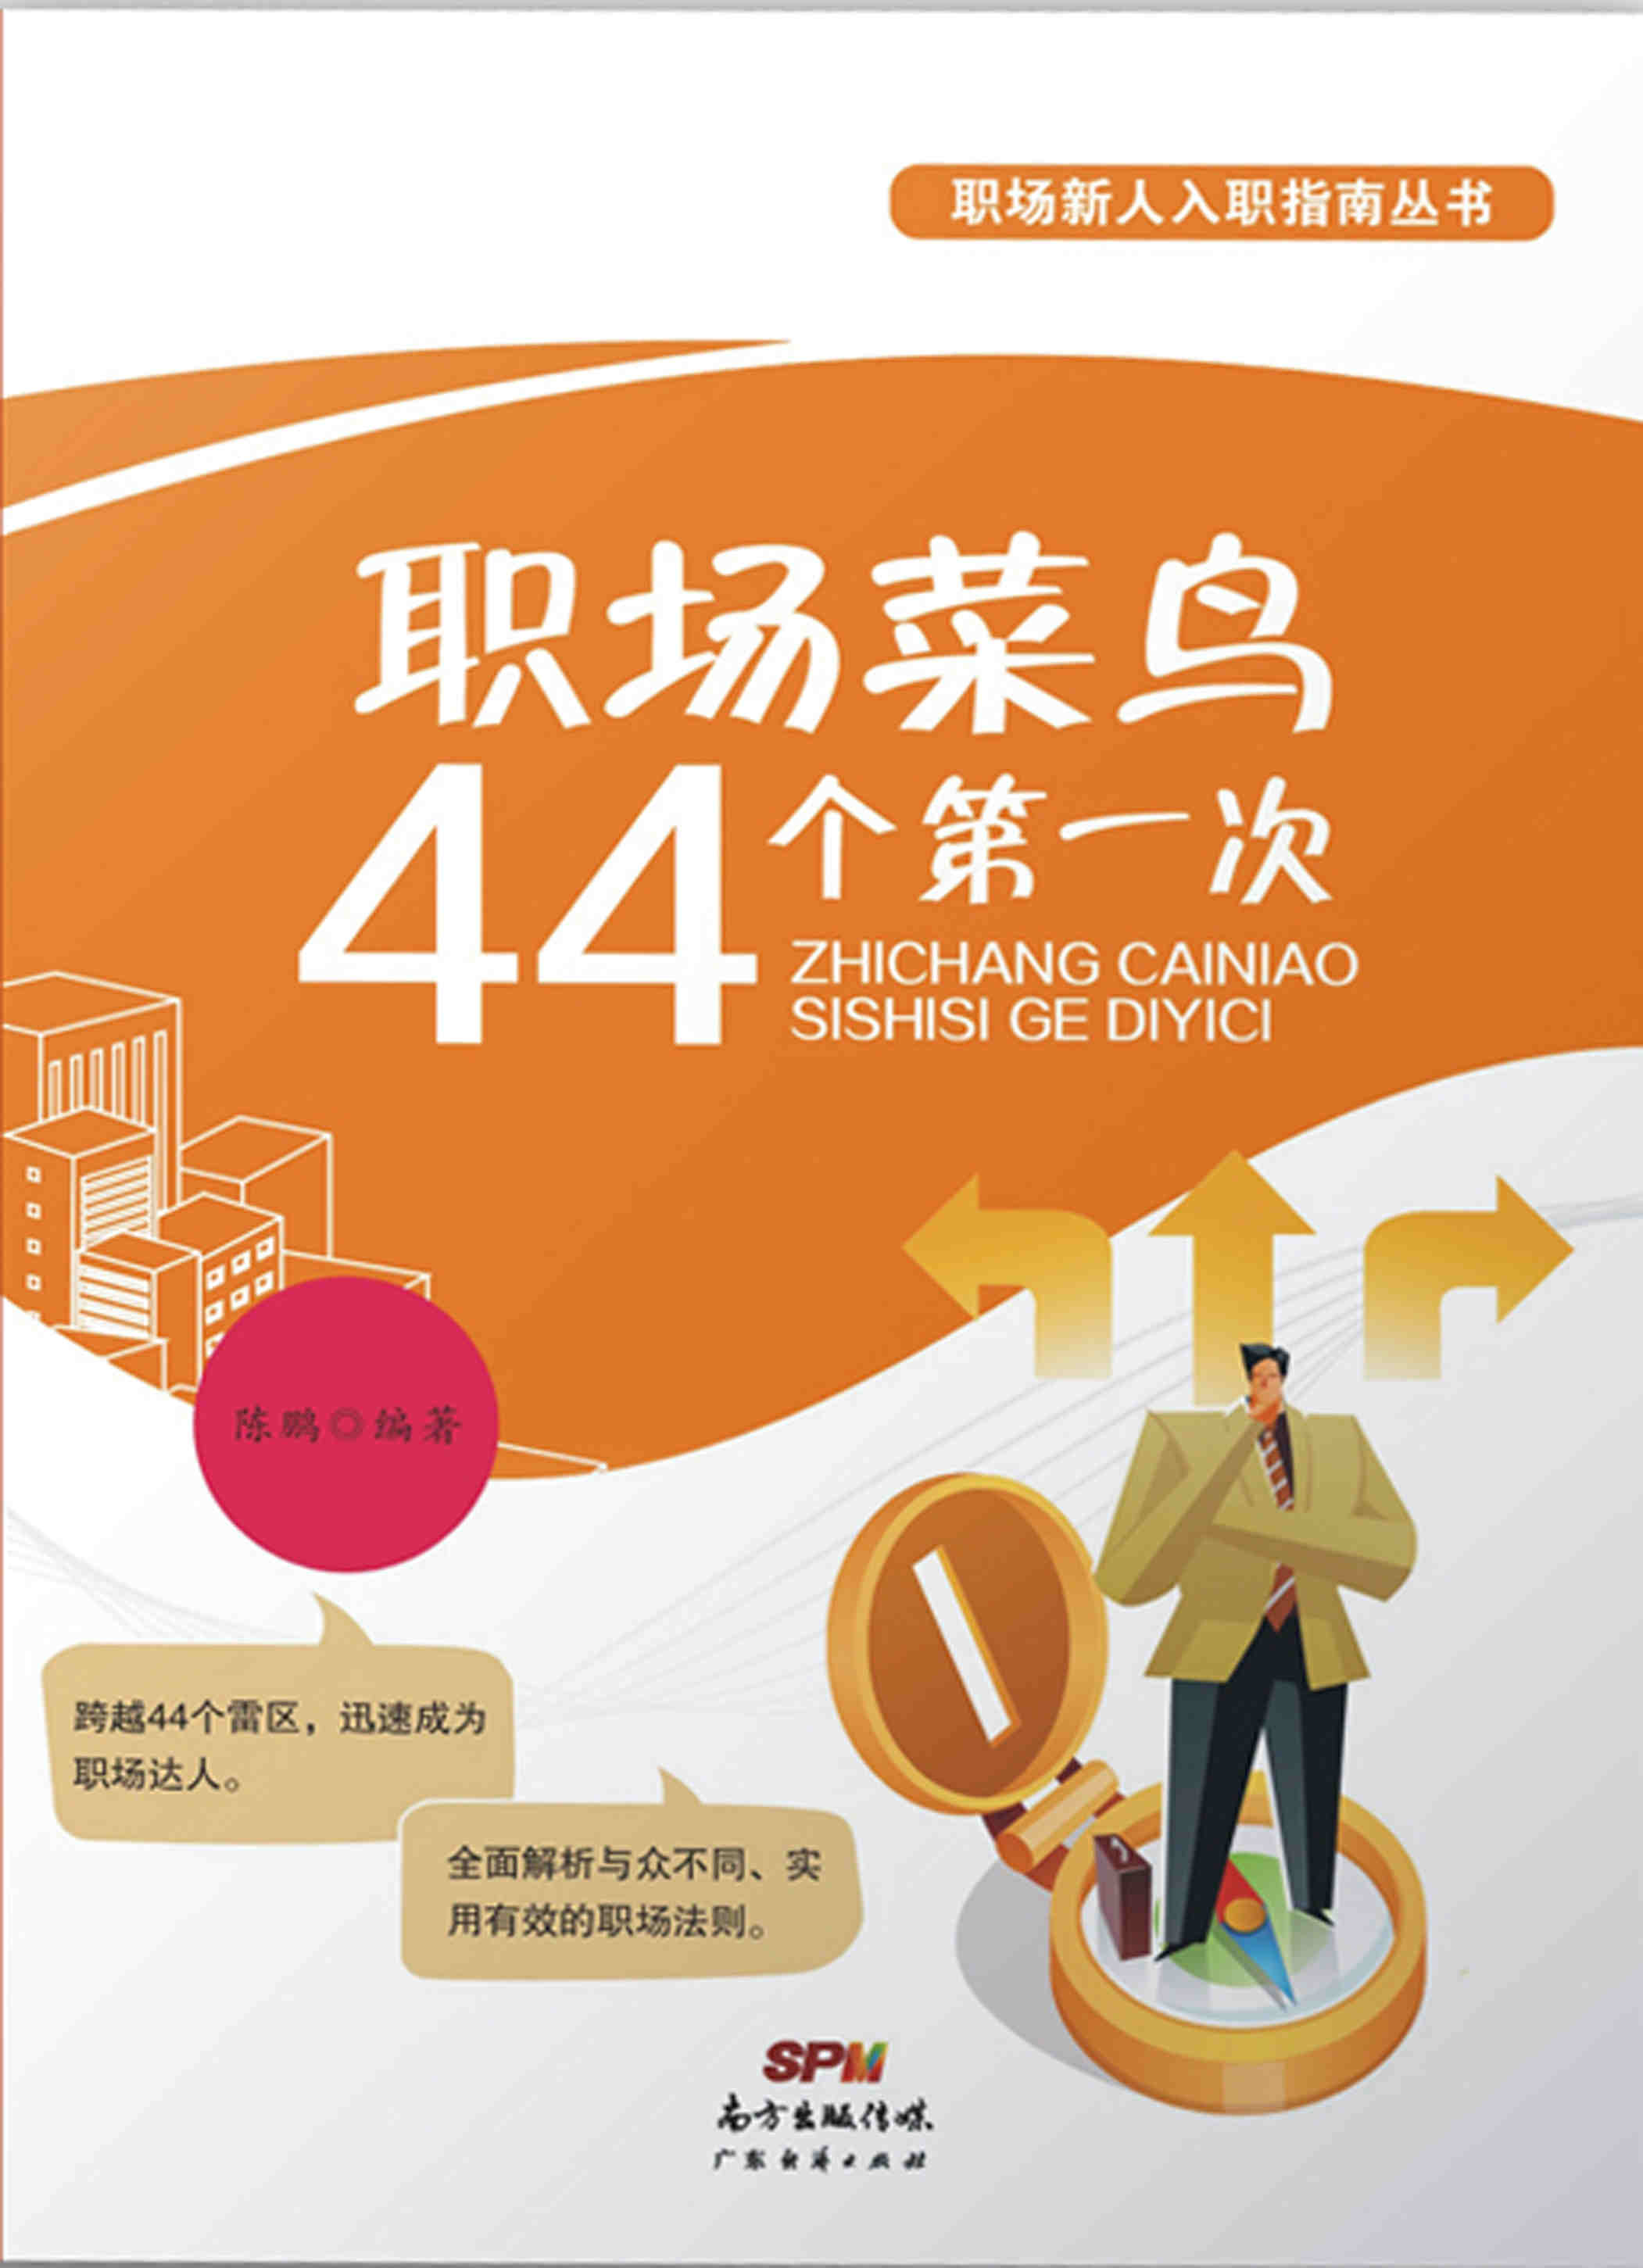 职场新人入职指南丛书
职场菜鸟
44个第一次
ZHICHANG CAINIAO
SISHISI GE DIYICI
陈鹏◎编著
跨越44个雷区，迅速成为
职场达人。
全面解析与众不同、实
用有效的职场法则。
SPM
南方出版传媒
广东经济出版社